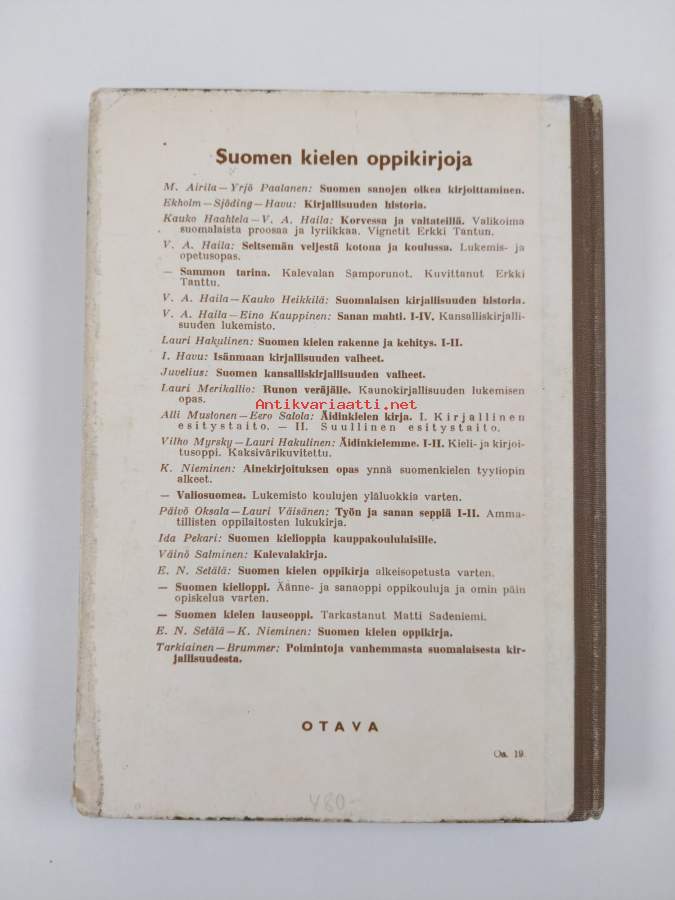 Suomen kielen oppikirjoja
M. Airila — Yrjö Paalanen: Suomen sanojen oikea kirjoittaminen.
Ekholm — Sjöding — Havu: Kirjallisuuden historia.
Kauko Haahtela — V. A. Haila: Korvessa ja valtateillä. Valikoima
suomalaista proosaa ja lyriikkaa. Vignetit Erkki Tantun.
V. A. Haila: Seitsemän veljestä kotona ja koulussa. Lukemis- ja
opetusopas.
— Sammon tarina. Kalevalan Samporunot. Kuvittanut Erkki
Tanttu.
V. A. Haila — Kauko Heikkilä: Suomalaisen kirjallisuuden historia.
V. A. Haila — Eino Kauppinen: Sanan mahti. I-IV. Kansalliskirjalli-
suuden lukemisto.
Lauri Hakulinen: Suomen kielen rakenne ja kehitys. I-II.
I. Havu: Isänmaan kirjallisuuden vaiheet.
Juvelius: Suomen kansalliskirjallisuuden vaiheet.
Lauri Merikallio: Runon veräjälle. Kaunokirjallisuuden lukemisen
opas.
Antikvariaatti.net
Alli Mustonen — Eero Salola: Äidinkielen kirja. I. Kirjallinen
esitystaito. — II. Suullinen esitystaito.
Vilho Myrsky — Lauri Hakulinen: Äidinkielemme. I-II. Kieli- ja kirjoi-
tusoppi. Kaksivärikuvitettu.
K. Nieminen: Ainekirjoituksen opas ynnä suomenkielen tyyliopin
alkeet.
— Valiosuomea. Lukemisto koulujen yläluokkia varten.
Päivö Oksala — Lauri Väisänen: Työn ja sanan seppiä I-II. Amma-
tillisten oppilaitosten lukukirja.
Ida Pekari: Suomen kielioppia kauppakoululaisille.
Väinö Salminen: Kalevalakirja.
E. N. Setälä: Suomen kielen oppikirja alkeisopetusta varten.
— Suomen kielioppi. Äänne- ja sanaoppi oppikouluja ja omin päin
opiskelua varten.
— Suomen kielen lauseoppi. Tarkastanut Matti Sadeniemi.
E. N. Setälä — K. Nieminen: Suomen kielen oppikirja.
Tarkiainen — Brummer: Poimintoja vanhemmasta suomalaisesta kir-
jallisuudesta.
OTAVA
Oa. 19.
480-